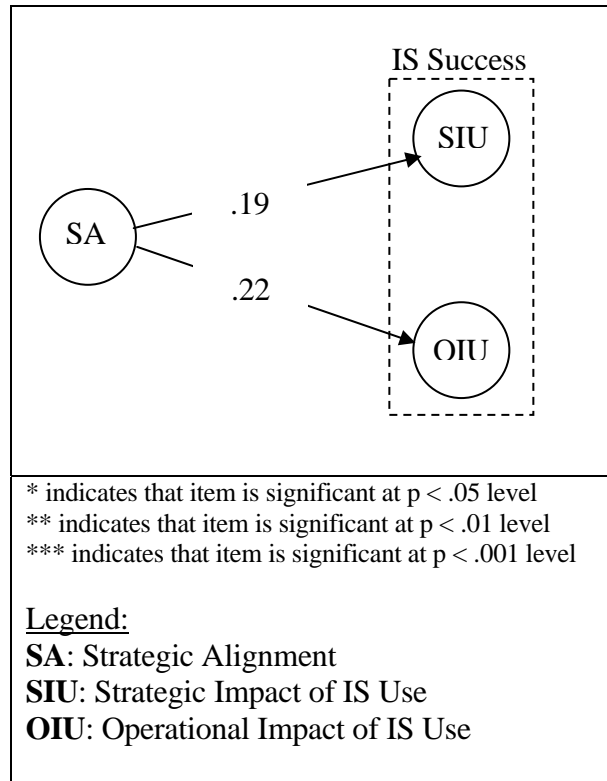 IS Success
SIU
.19
SA
.22
OIU
* indicates that item is significant at p < .05 level
** indicates that item is significant at p < .01 level
*** indicates that item is significant at p < .001 level
Legend:
SA: Strategic Alignment
SIU: Strategic Impact of IS Use
OIU: Operational Impact of IS Use